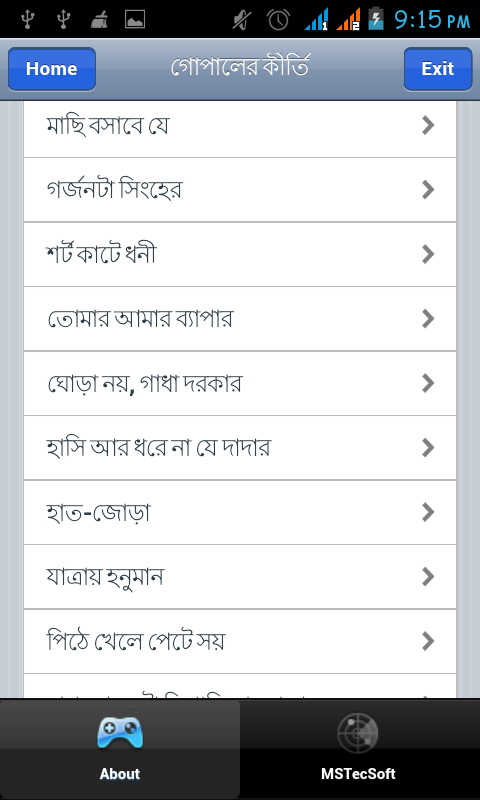 9:15 PM
Home
গোপালের কীর্তি
Exit
মাছি বসাবে যে
গর্জনটা সিংহের
শর্ট কাটে ধনী
তোমার আমার ব্যাপার
ঘোড়া নয়, গাধা দরকার
হাসি আর ধরে না যে দাদার
হাত-জোড়া
যাত্রায় হনুমান
পিঠে খেলে পেটে সয়
About
MSTecSoft